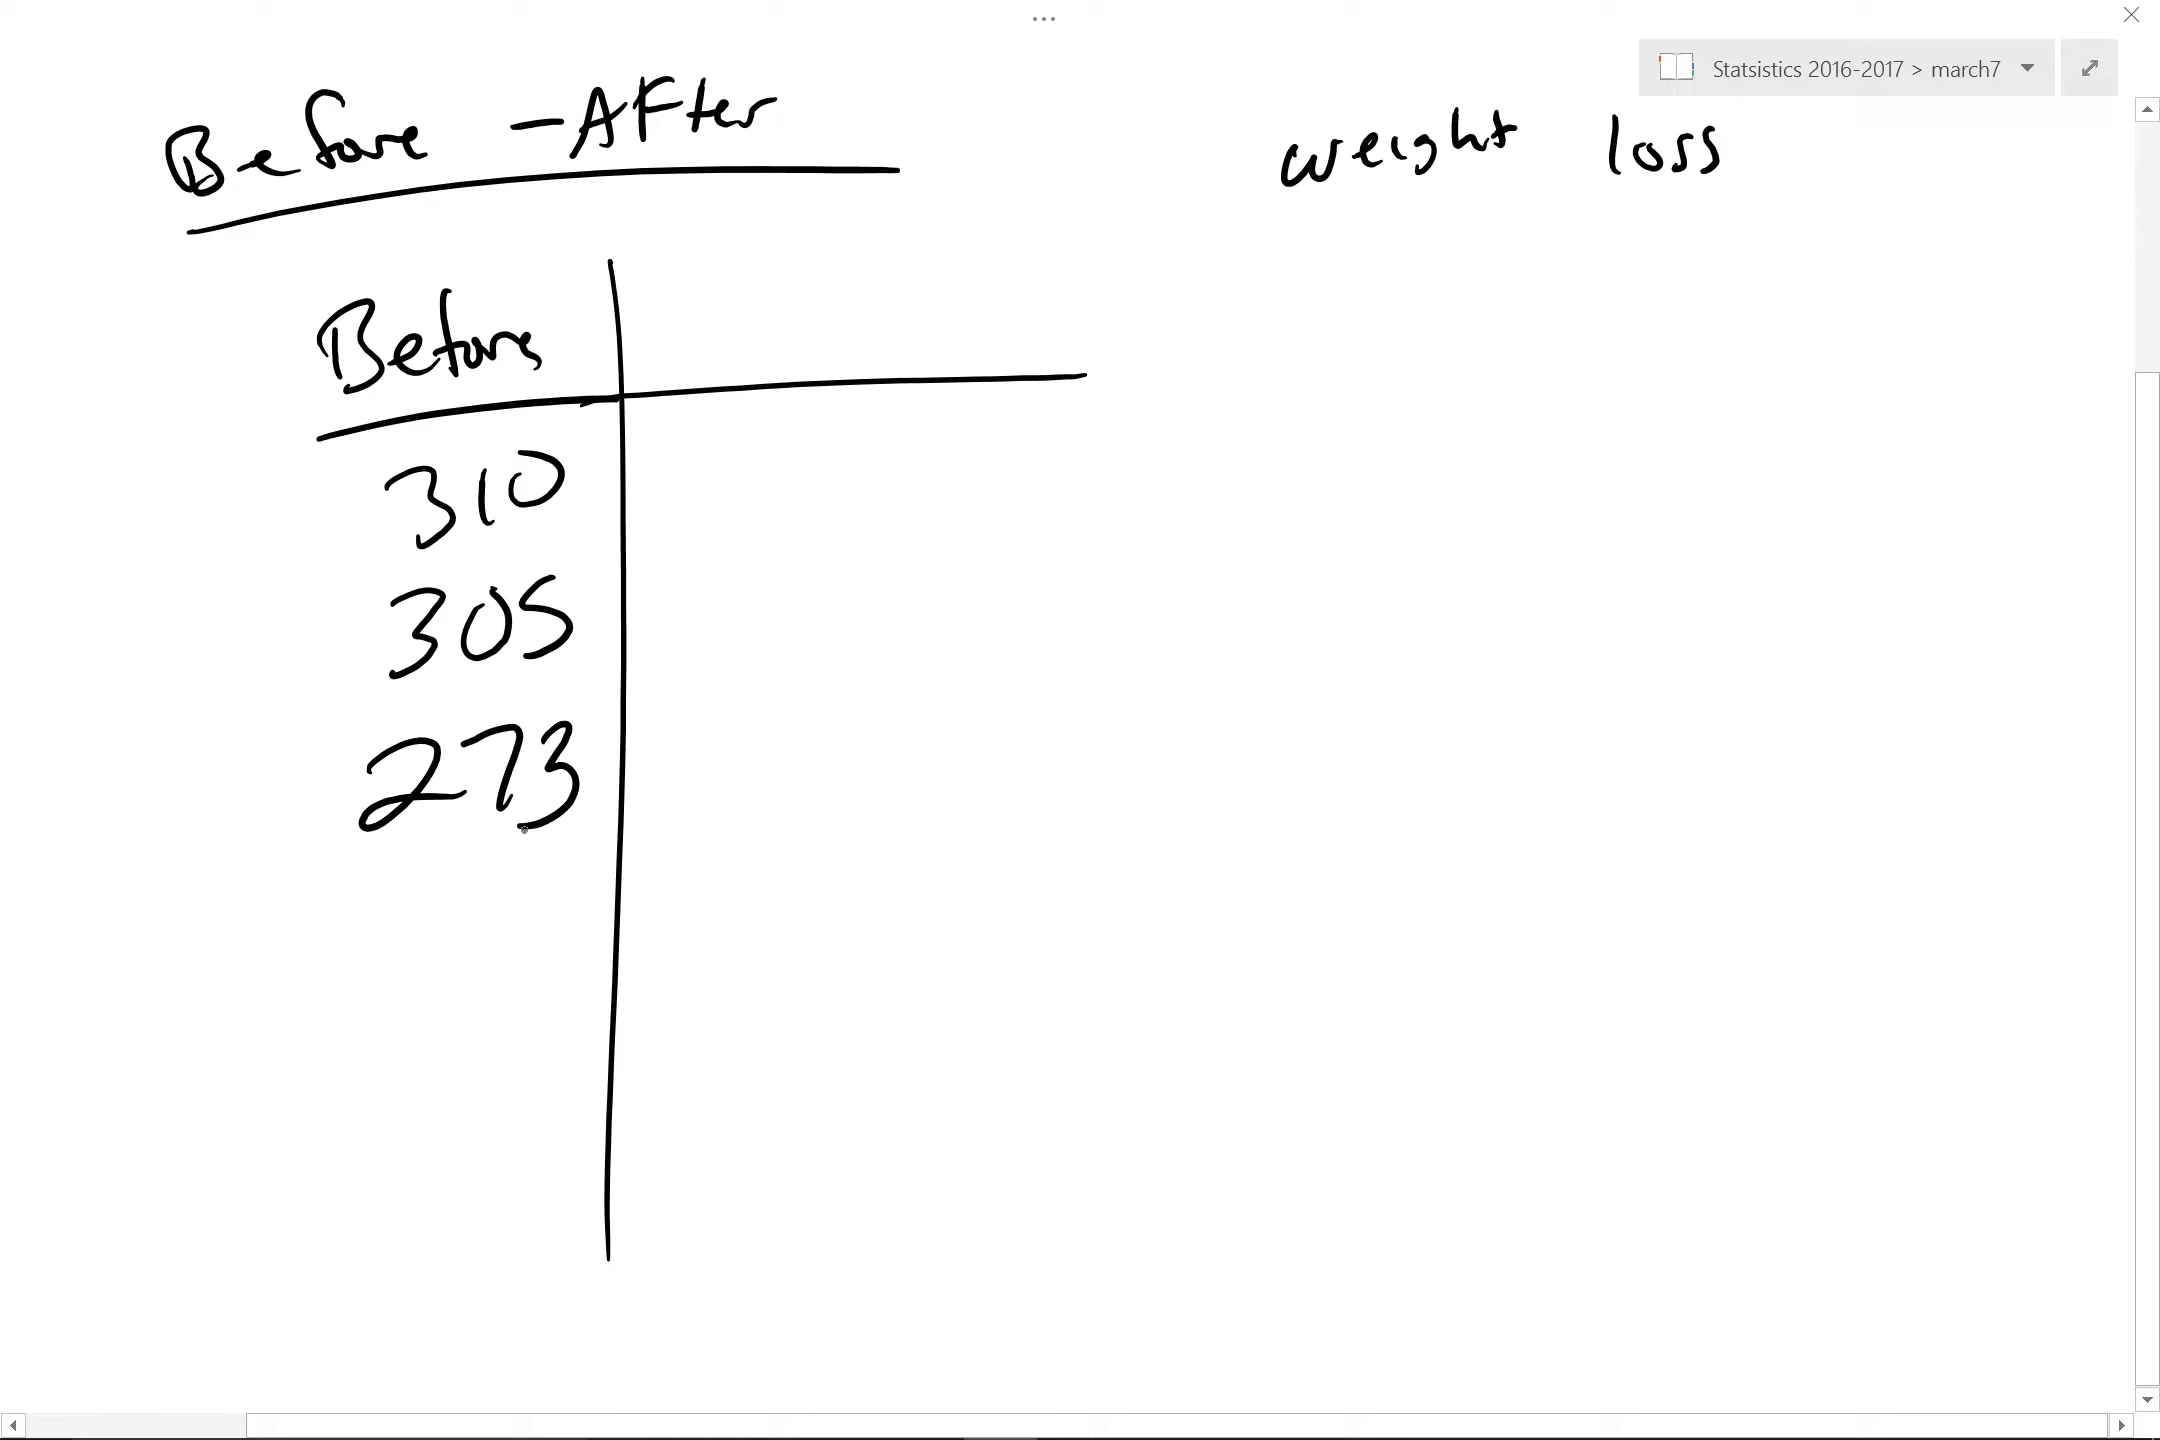 Statsistics 2016-2017 > march7
Before - After
weight loss
Before
310
305
273